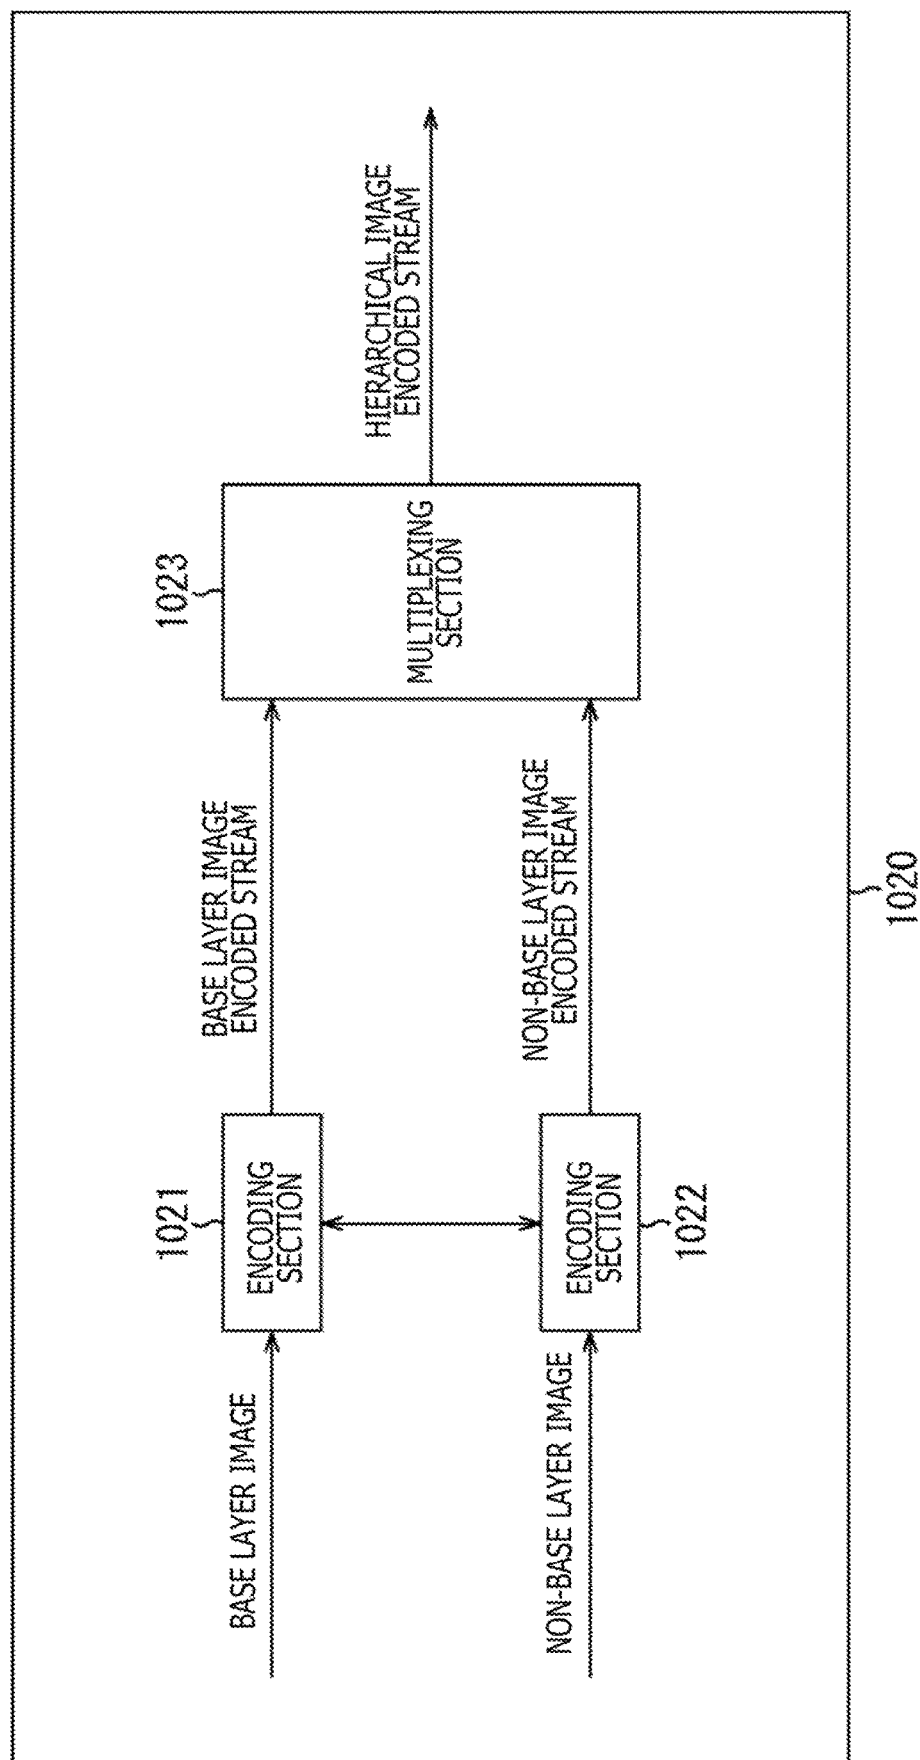 1021
1023
BASE LAYER IMAGE
ENCODING
SECTION
BASE LAYER IMAGE
ENCODED STREAM
MULTIPLEXING
SECTION
HIERARCHICAL IMAGE
ENCODED STREAM
NON-BASE LAYER IMAGE
ENCODING
SECTION
NON-BASE LAYER IMAGE
ENCODED STREAM
1022
1020